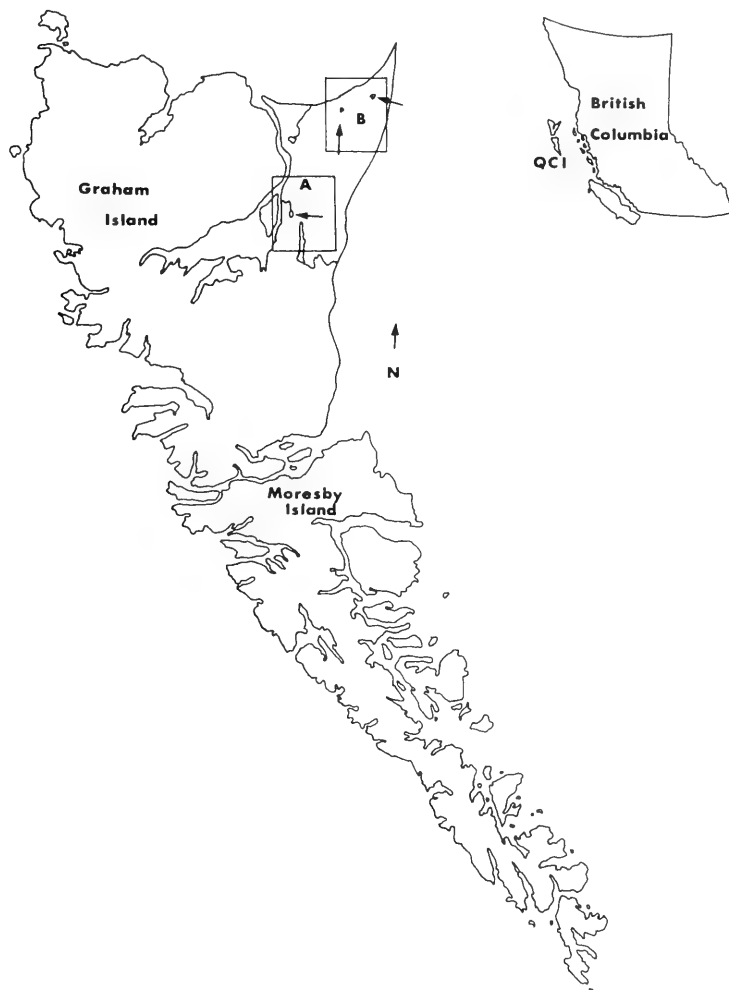 British
Columbia
QCI
B
A
Graham
Island
N
Moresby
Island